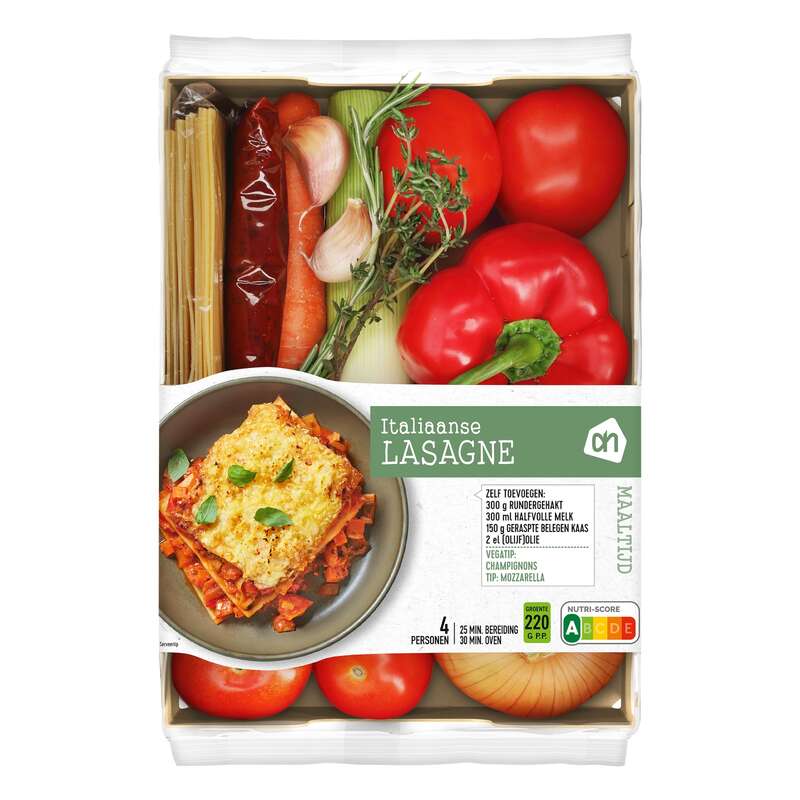 Italiaanse
LASAGNE
ah
MAALTIJD
ZELF TOEVOEGEN:
300 g RUNDERGEHAKT
300 ml HALFVOLLE MELK
150 g GERASPTE BELEGEN KAAS
2 el (OLIJF)OLIE
VEGATIP:
CHAMPIGNONS
TIP: MOZZARELLA
4
PERSONEN
25 MIN. BEREIDING
30 MIN. OVEN
GROENTE
220
G P.P.
NUTRI-SCORE
A B C D E
Serveertip